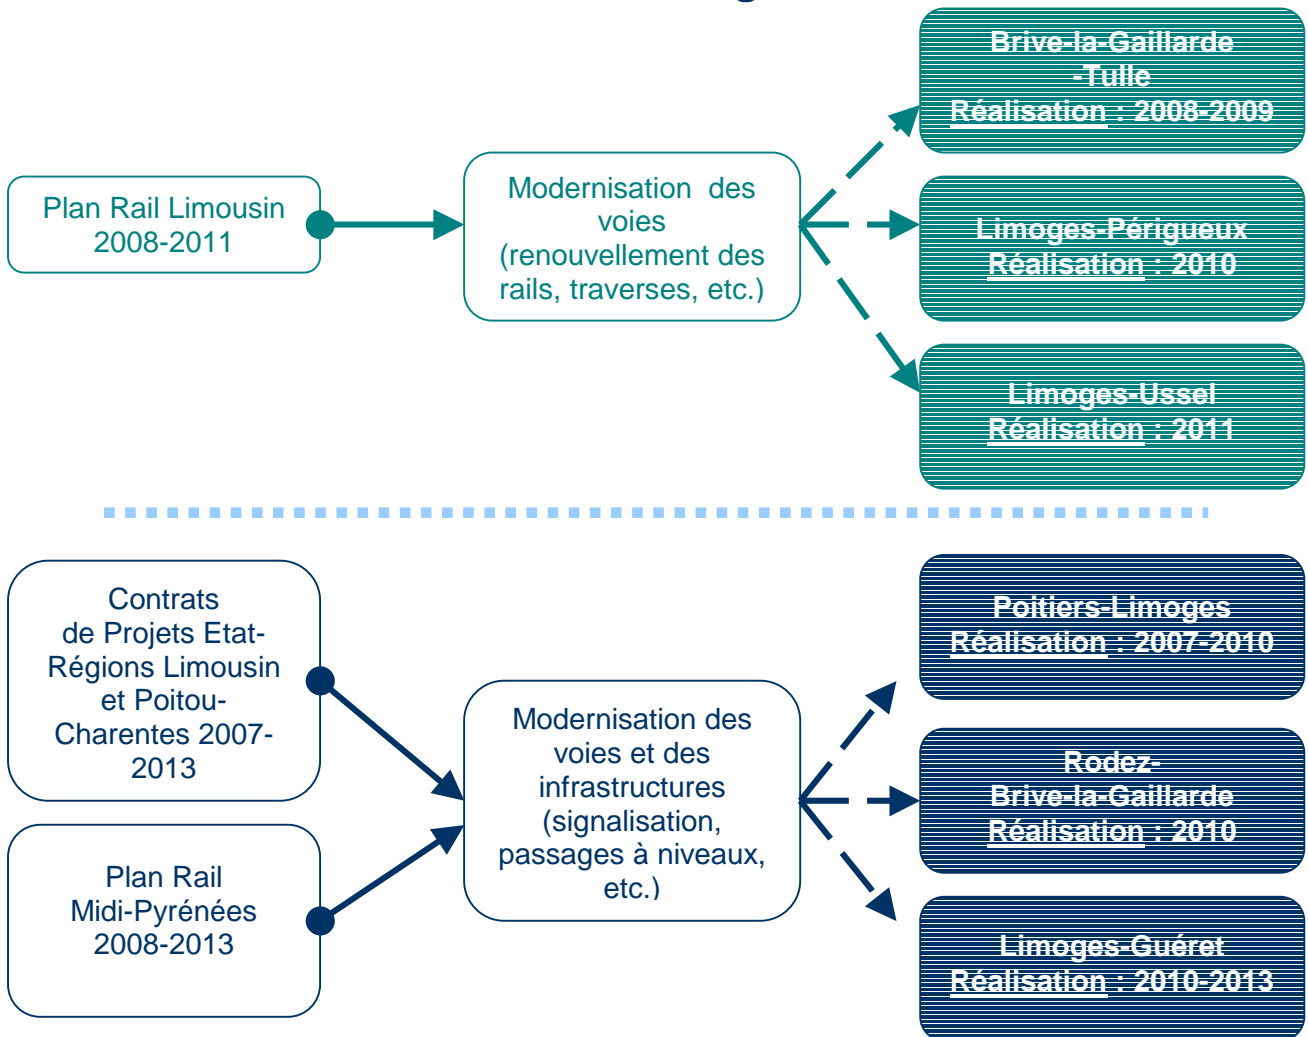 Plan Rail Limousin
2008-2011
Modernisation des
voies
(renouvellement des
rails, traverses, etc.)
Brive-la-Gaillarde
-Tulle
Réalisation : 2008-2009
Limoges-Périgueux
Réalisation : 2010
Limoges-Ussel
Réalisation : 2011
Contrats
de Projets Etat-
Régions Limousin
et Poitou-
Charentes 2007-
2013
Plan Rail
Midi-Pyrénées
2008-2013
Modernisation des
voies et des
infrastructures
(signalisation,
passages à niveaux,
etc.)
Poitiers-Limoges
Réalisation : 2007-2010
Rodez-
Brive-la-Gaillarde
Réalisation : 2010
Limoges-Guéret
Réalisation : 2010-2013